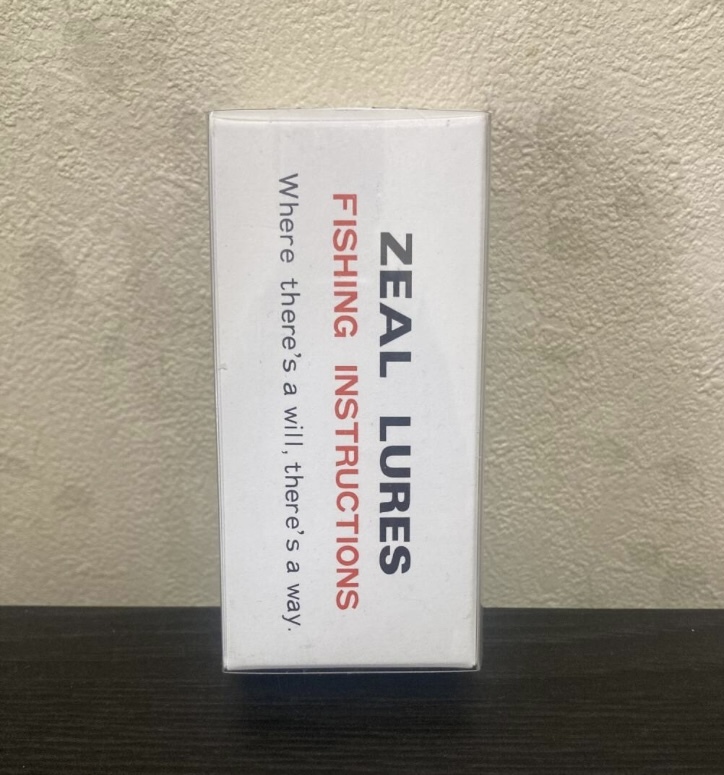 ZEAL LURES
FISHING INSTRUCTIONS
Where there's a will, there's a way.